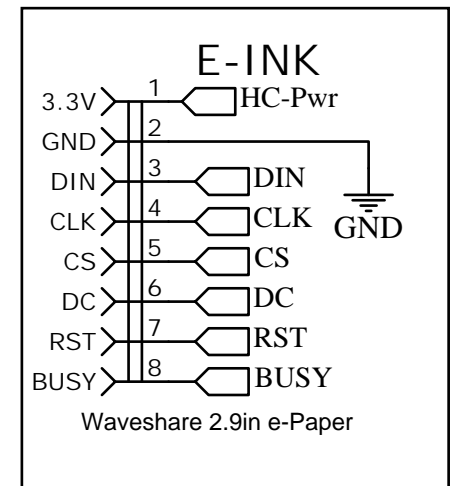 E-INK
3.3V 1 HC-Pwr
GND 2
DIN 3 DIN
CLK 4 CLK GND
CS 5 CS
DC 6 DC
RST 7 RST
BUSY 8 BUSY
Waveshare 2.9in e-Paper